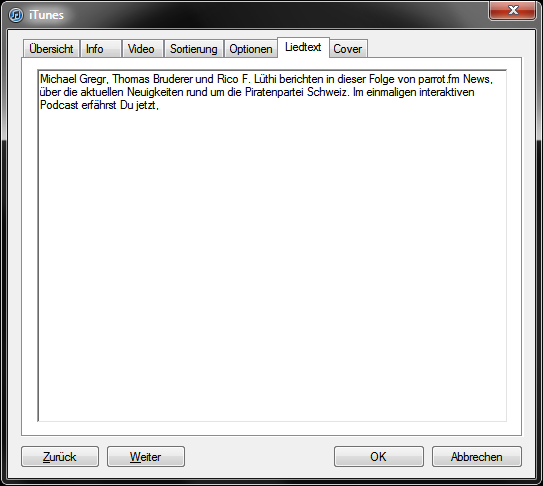 iTunes
Übersicht Info Video Sortierung Optionen Liedtext Cover
Michael Gregr, Thomas Bruderer und Rico F. Lüthi berichten in dieser Folge von parrot.fm News,
über die aktuellen Neuigkeiten rund um die Piratenpartei Schweiz. Im einmaligen interaktiven
Podcast erfährst Du jetzt,
Zurück Weiter OK Abbrechen